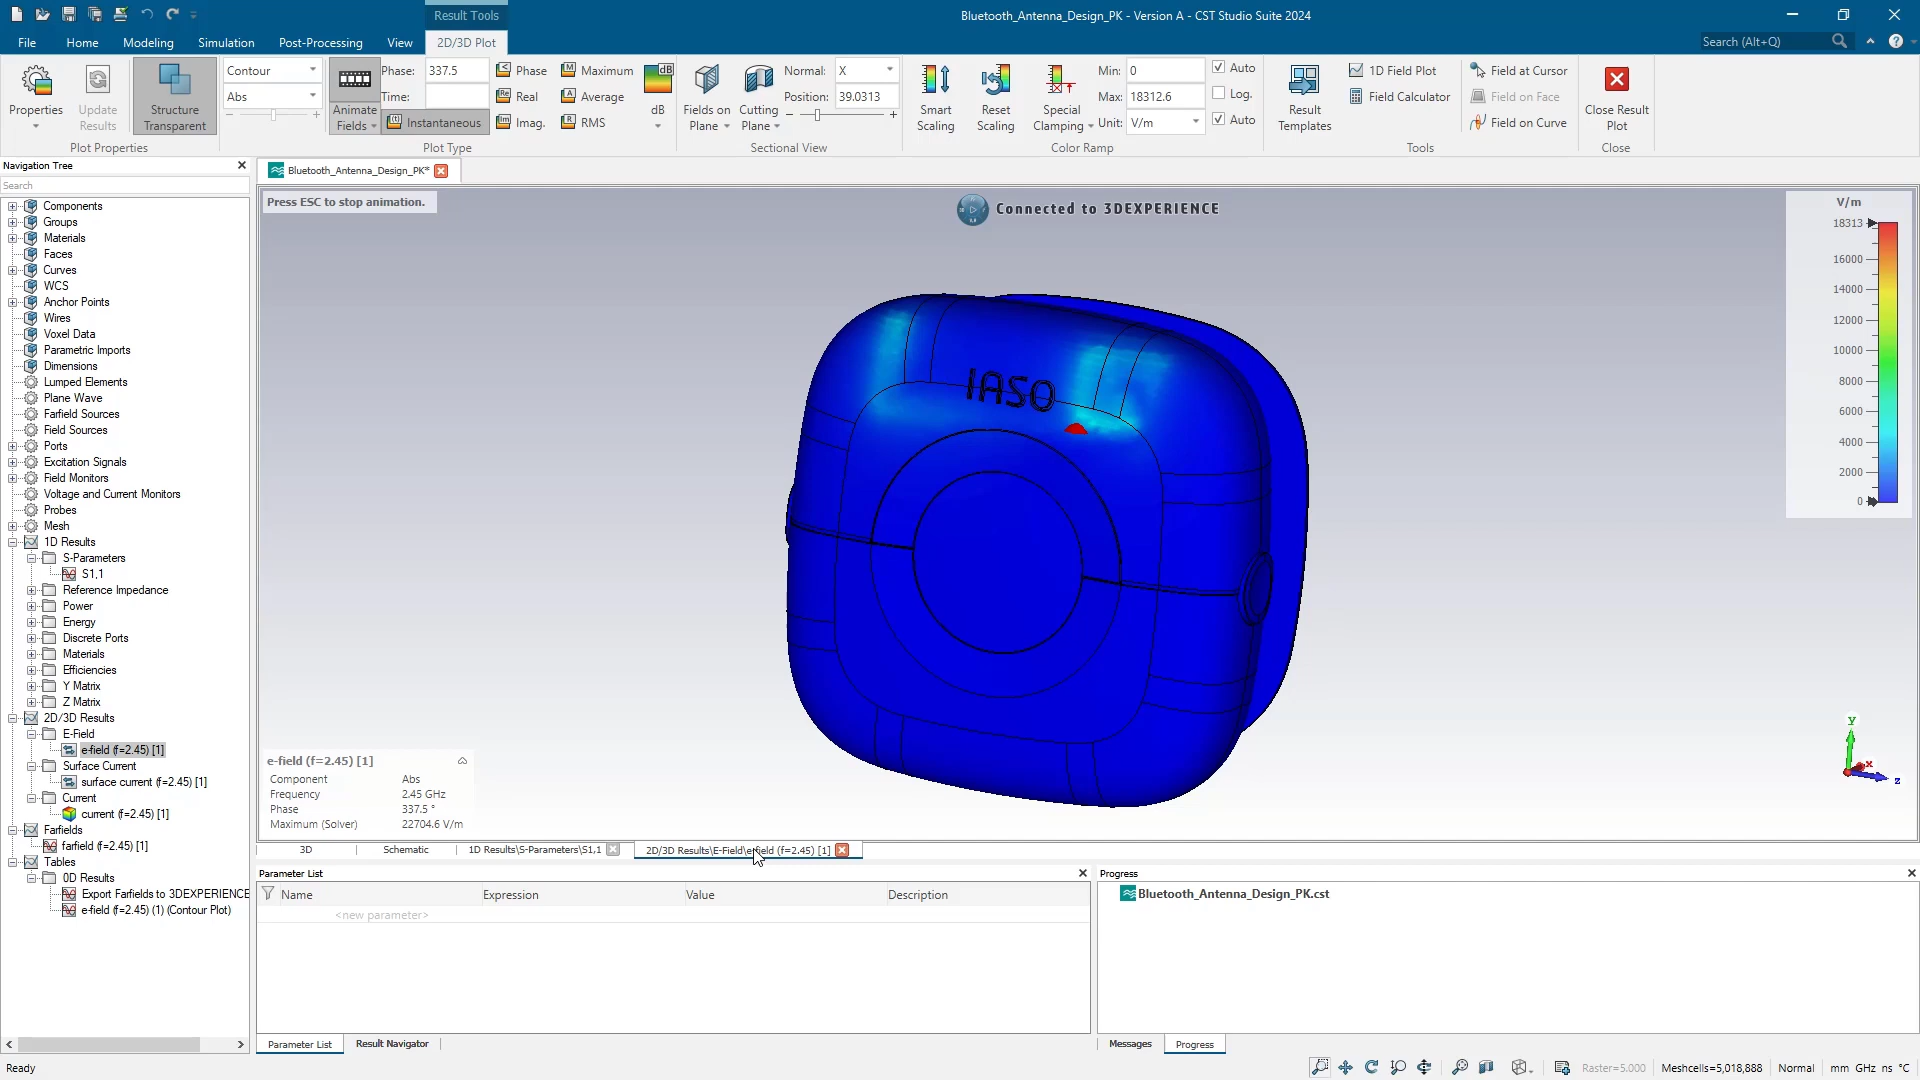 Result Tools
Bluetooth_Antenna_Design_PK - Version A - CST Studio Suite 2024
File Home Modeling Simulation Post-Processing View 2D/3D Plot
Search (Alt+Q)
Properties
Update Results
Structure Transparent
Plot Properties
Contour
Abs
Animate Fields
Phase: 337.5
Time:
Instantaneous
Phase
Real
Imag.
Maximum
Average
RMS
dB
dB
Plot Type
Fields on Plane
Cutting Plane
Normal: X
Position: 39.0313
Sectional View
Smart Scaling
Reset Scaling
Special Clamping
Min: 0
Max: 18312.6
Unit: V/m
Auto
Log.
Auto
Color Ramp
Result Templates
1D Field Plot
Field Calculator
Field at Cursor
Field on Face
Field on Curve
Tools
Close Result Plot
Close
Navigation Tree
Search
Components
Groups
Materials
Faces
Curves
WCS
Anchor Points
Wires
Voxel Data
Parametric Imports
Dimensions
Lumped Elements
Plane Wave
Farfield Sources
Field Sources
Ports
Excitation Signals
Field Monitors
Voltage and Current Monitors
Probes
Mesh
1D Results
S-Parameters
S1,1
Reference Impedance
Power
Energy
Discrete Ports
Materials
Efficiencies
Y Matrix
Z Matrix
2D/3D Results
E-Field
e-field (f=2.45) [1]
Surface Current
surface current (f=2.45) [1]
Current
current (f=2.45) [1]
Farfields
farfield (f=2.45) [1]
Tables
0D Results
Export Farfields to 3DEXPERIENCE
e-field (f=2.45) (1) (Contour Plot)
Bluetooth_Antenna_Design_PK*
Press ESC to stop animation.
Connected to 3DEXPERIENCE
IASO
V/m
18313
16000
14000
12000
10000
8000
6000
4000
2000
0
y
x
z
e-field (f=2.45) [1]
Component Abs
Frequency 2.45 GHz
Phase 337.5 °
Maximum (Solver) 22704.6 V/m
3D Schematic 1D Results\S-Parameters\S1,1 2D/3D Results\E-Field\e-field (f=2.45) [1]
Parameter List
Name Expression Value Description
<new parameter>
Parameter List Result Navigator
Progress
Bluetooth_Antenna_Design_PK.cst
Messages Progress
Ready
Raster=5.000 Meshcells=5,018,888 Normal mm GHz ns °C